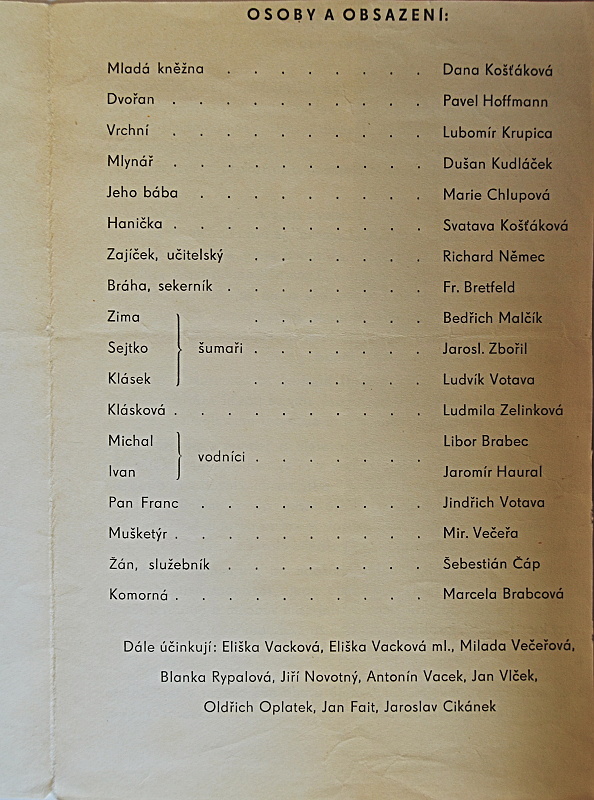 OSOBY A OBSAZENÍ:
Mladá kněžna . . . . . . . . Dana Košťáková
Dvořan . . . . . . . . . . Pavel Hoffmann
Vrchní . . . . . . . . . . Lubomír Krupica
Mlynář . . . . . . . . . . Dušan Kudláček
Jeho bába . . . . . . . . . Marie Chlupová
Hanička . . . . . . . . . . Svatava Košťáková
Zajíček, učitelský . . . . . . . Richard Němec
Bráha, sekerník . . . . . . . . Fr. Bretfeld
Zima . . . . . . . Bedřich Malčík
Sejtko šumaři . . . . . . . Jarosl. Zbořil
Klásek . . . . . . . Ludvík Votava
Klásková . . . . . . . . . . Ludmila Zelinková
Michal Libor Brabec
vodníci . . . . . . .
Ivan Jaromír Haural
Pan Franc . . . . . . . . . Jindřich Votava
Mušketýr . . . . . . . . . . Mir. Večeřa
Žán, služebník . . . . . . . . Šebestián Čáp
Komorná . . . . . . . . . . Marcela Brabcová
Dále účinkují: Eliška Vacková, Eliška Vacková ml., Milada Večeřová,
Blanka Rypalová, Jiří Novotný, Antonín Vacek, Jan Vlček,
Oldřich Oplatek, Jan Fait, Jaroslav Cikánek